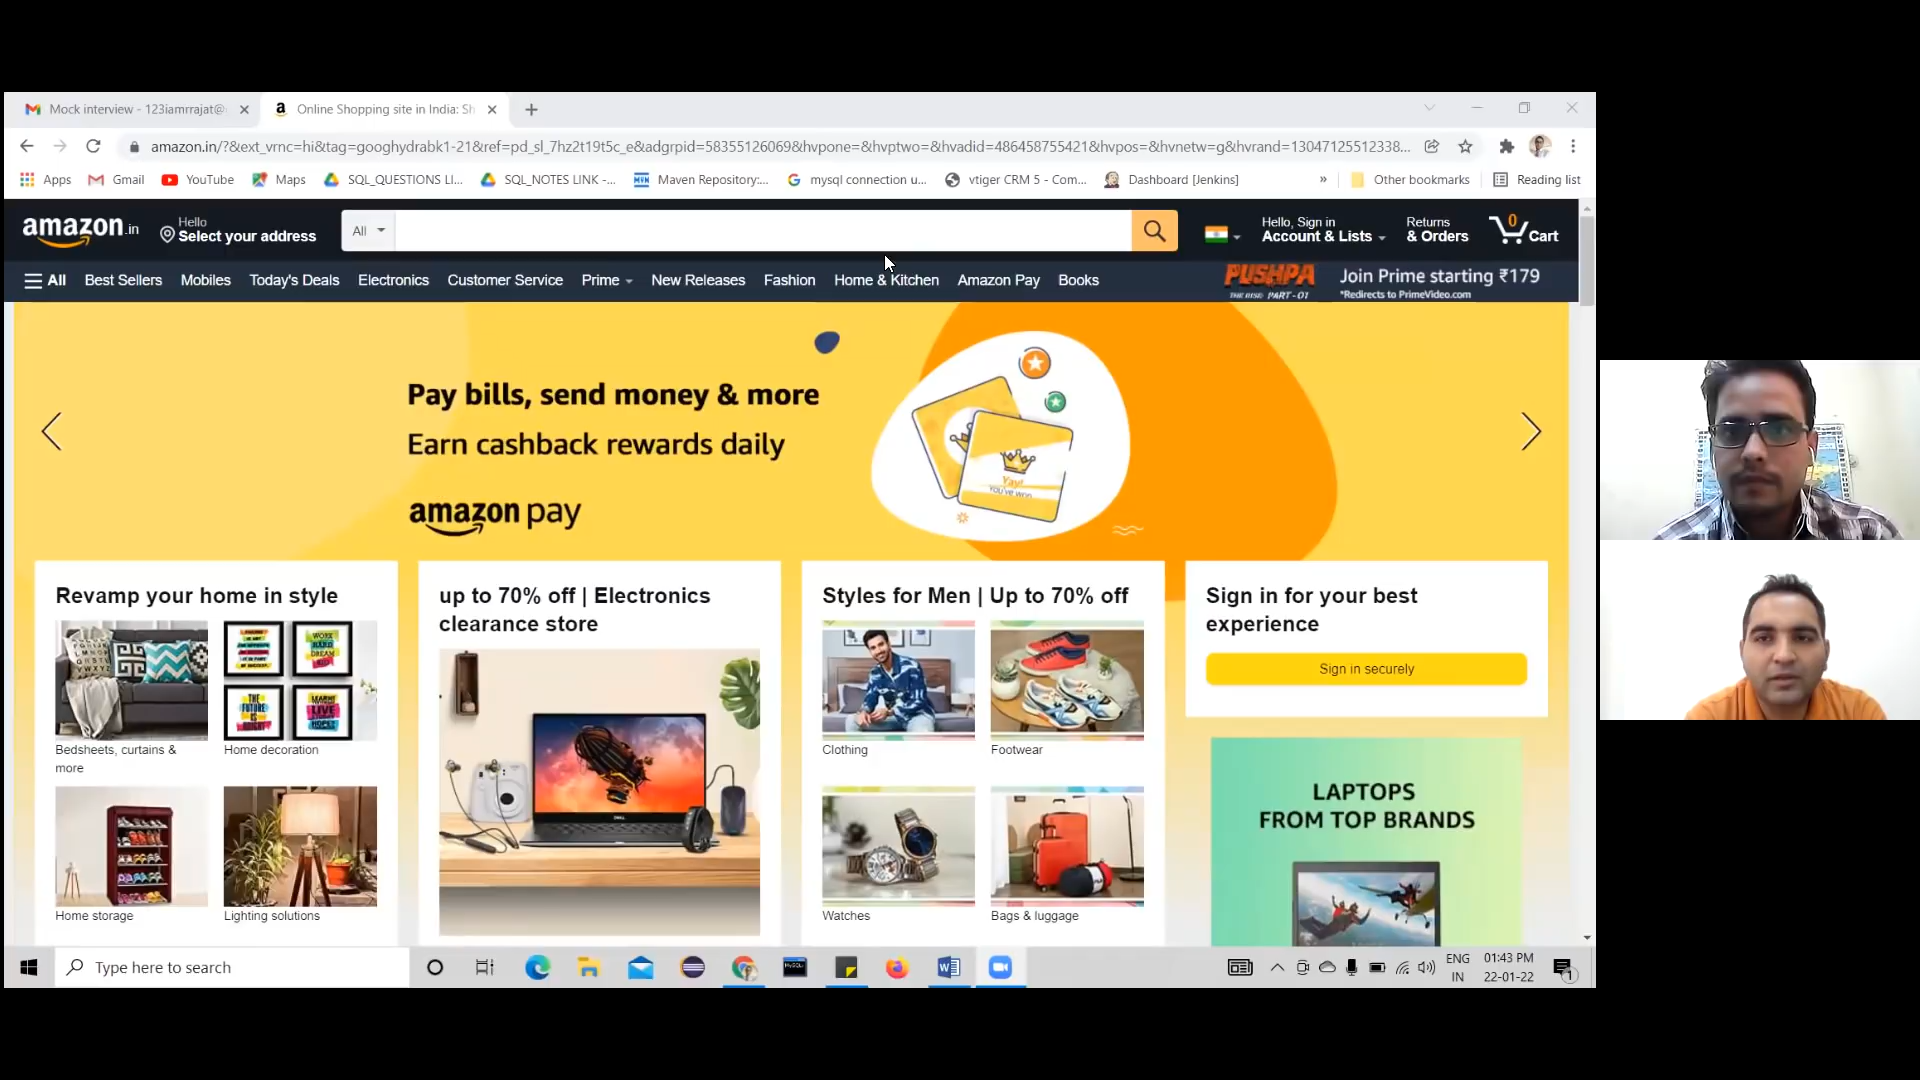 Mock interview - 123iamrrajat@
Online Shopping site in India: Sh
amazon.in/?&ext_vrnc=hi&tag=googhydrabk1-21&ref=pd_sl_7hz2t19t5c_e&adgrpid=58355126069&hvpone=&hvptwo=&hvadid=486458755421&hvpos=&hvnetw=g&hvrand=13047125512338...
Apps Gmail YouTube Maps SQL_QUESTIONS LI... SQL_NOTES LINK -... Maven Repository:... mysql connection u... vtiger CRM 5 - Com... Dashboard [Jenkins] » Other bookmarks Reading list
amazon.in
Hello
Select your address
All
Hello, Sign in
Account & Lists
Returns
& Orders
0
Cart
All Best Sellers Mobiles Today's Deals Electronics Customer Service Prime New Releases Fashion Home & Kitchen Amazon Pay Books
PUSHPA
THE RISE PART-01
Join Prime starting ₹179
*Redirects to PrimeVideo.com
Pay bills, send money & more
Earn cashback rewards daily
amazon pay
Yay!
You've won
Revamp your home in style
Bedsheets, curtains &
more
Home decoration
Home storage
Lighting solutions
up to 70% off | Electronics
clearance store
DELL
Styles for Men | Up to 70% off
Clothing
Footwear
Watches
Bags & luggage
Sign in for your best
experience
Sign in securely
LAPTOPS
FROM TOP BRANDS
Type here to search
ENG
IN
01:43 PM
22-01-22
1